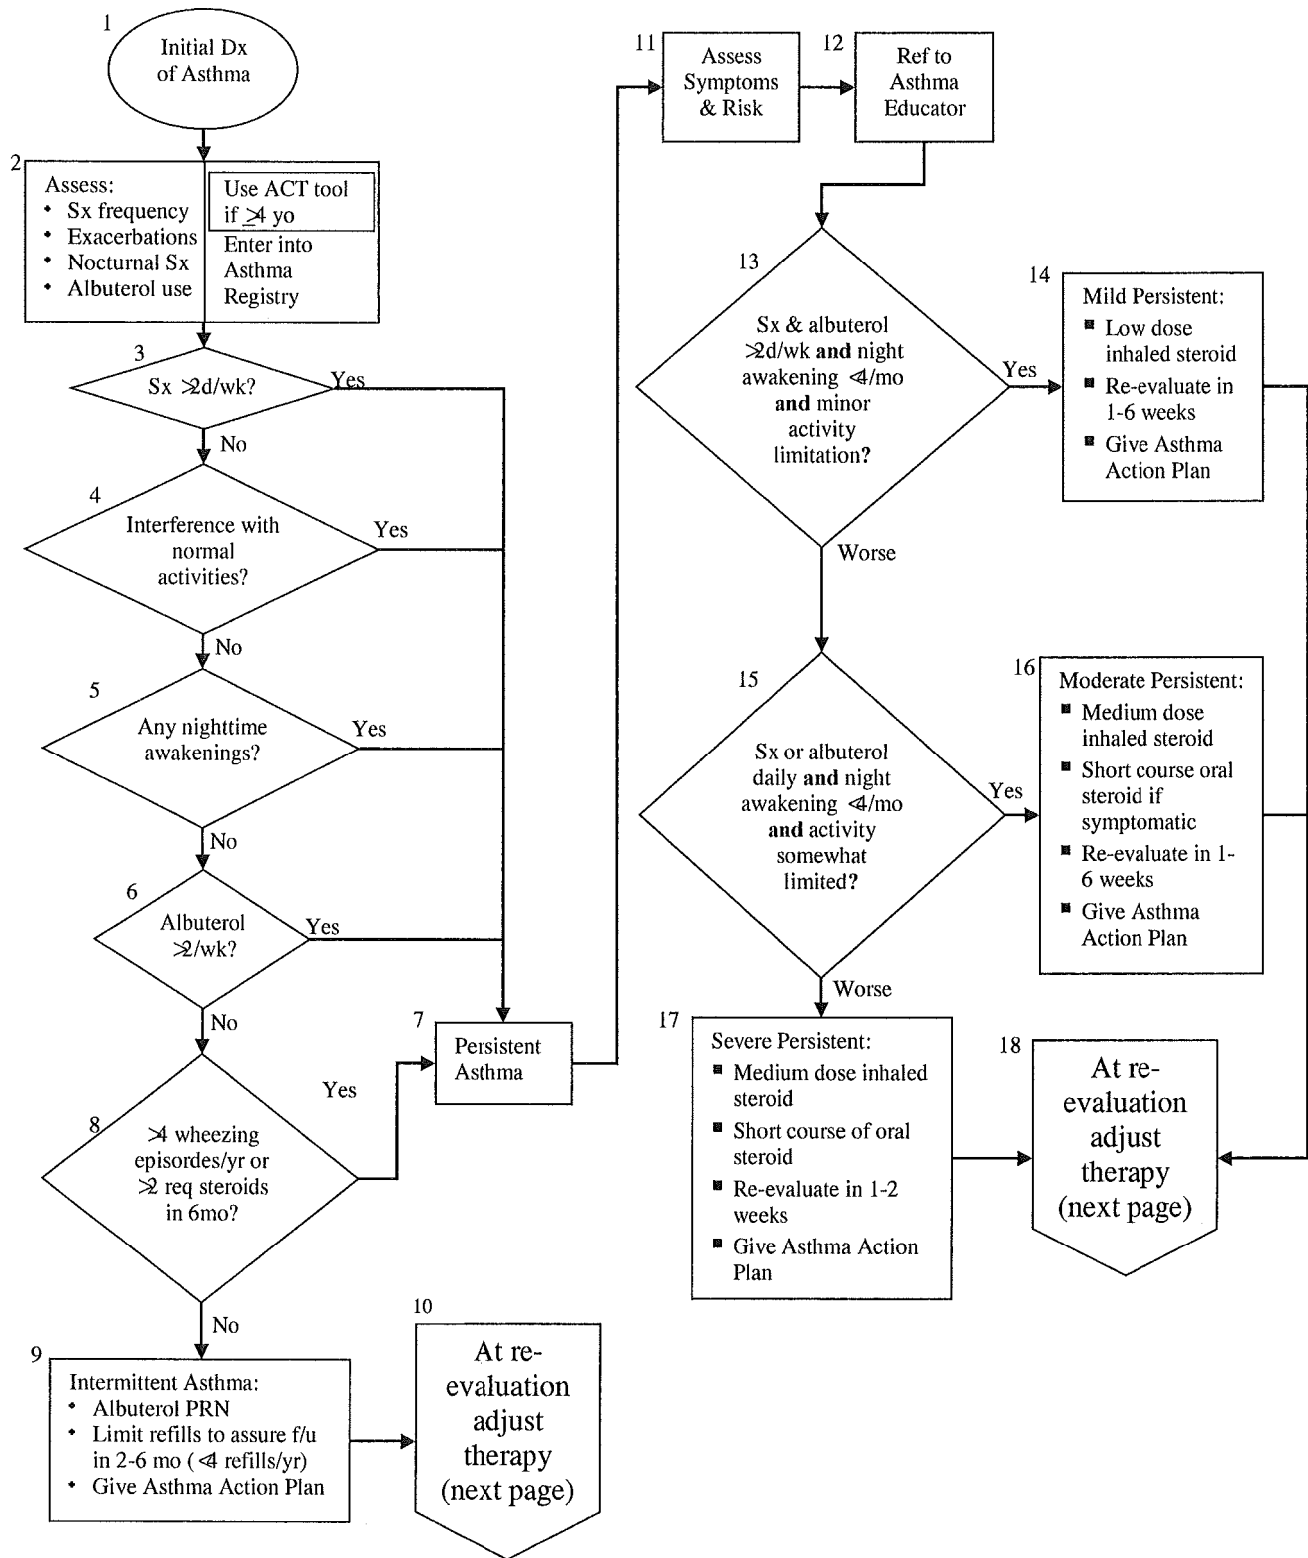 1
Initial Dx
of Asthma
2
Assess:
• Sx frequency
• Exacerbations
• Nocturnal Sx
• Albuterol use
Use ACT tool
if ≥4 yo
Enter into
Asthma
Registry
3
Sx >2d/wk?
Yes
No
4
Interference with
normal
activities?
Yes
No
5
Any nighttime
awakenings?
Yes
No
6
Albuterol
>2/wk?
Yes
No
7
Persistent
Asthma
8
>4 wheezing
episordes/yr or
>2 req steroids
in 6mo?
Yes
No
9
Intermittent Asthma:
• Albuterol PRN
• Limit refills to assure f/u
in 2-6 mo (<4 refills/yr)
• Give Asthma Action Plan
10
At re-
evaluation
adjust
therapy
(next page)
11
Assess
Symptoms
& Risk
12
Ref to
Asthma
Educator
13
Sx & albuterol
>2d/wk and night
awakening <4/mo
and minor
activity
limitation?
Yes
Worse
14
Mild Persistent:
■ Low dose
inhaled steroid
■ Re-evaluate in
1-6 weeks
■ Give Asthma
Action Plan
15
Sx or albuterol
daily and night
awakening <4/mo
and activity
somewhat
limited?
Yes
Worse
16
Moderate Persistent:
■ Medium dose
inhaled steroid
■ Short course oral
steroid if
symptomatic
■ Re-evaluate in 1-
6 weeks
■ Give Asthma
Action Plan
17
Severe Persistent:
■ Medium dose inhaled
steroid
■ Short course of oral
steroid
■ Re-evaluate in 1-2
weeks
■ Give Asthma Action
Plan
18
At re-
evaluation
adjust
therapy
(next page)